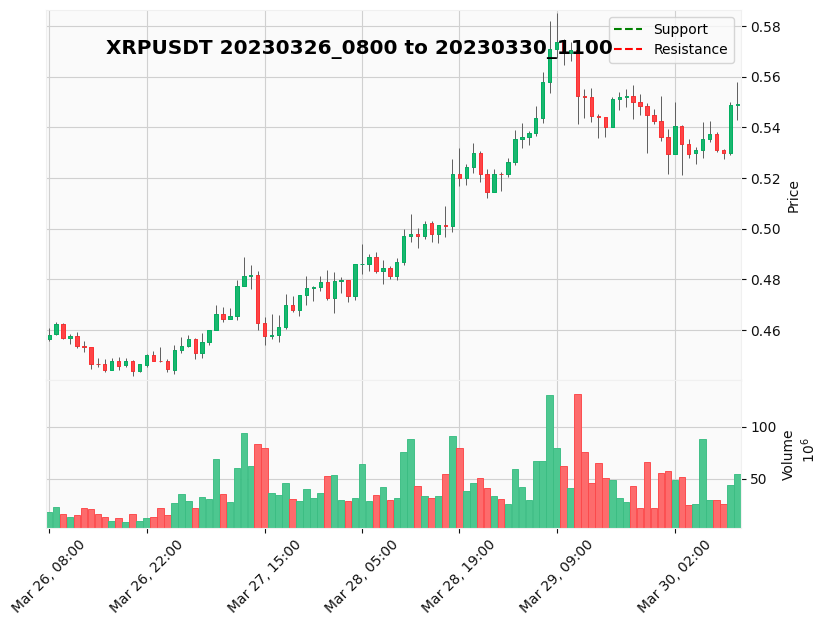 XRPUSDT 20230326_0800 to 20230330_1100
Support
Resistance
0.58
0.56
0.54
0.52
0.50
0.48
0.46
Price
100
50
Volume
10^6
Mar 26, 08:00
Mar 26, 22:00
Mar 27, 15:00
Mar 28, 05:00
Mar 28, 19:00
Mar 29, 09:00
Mar 30, 02:00